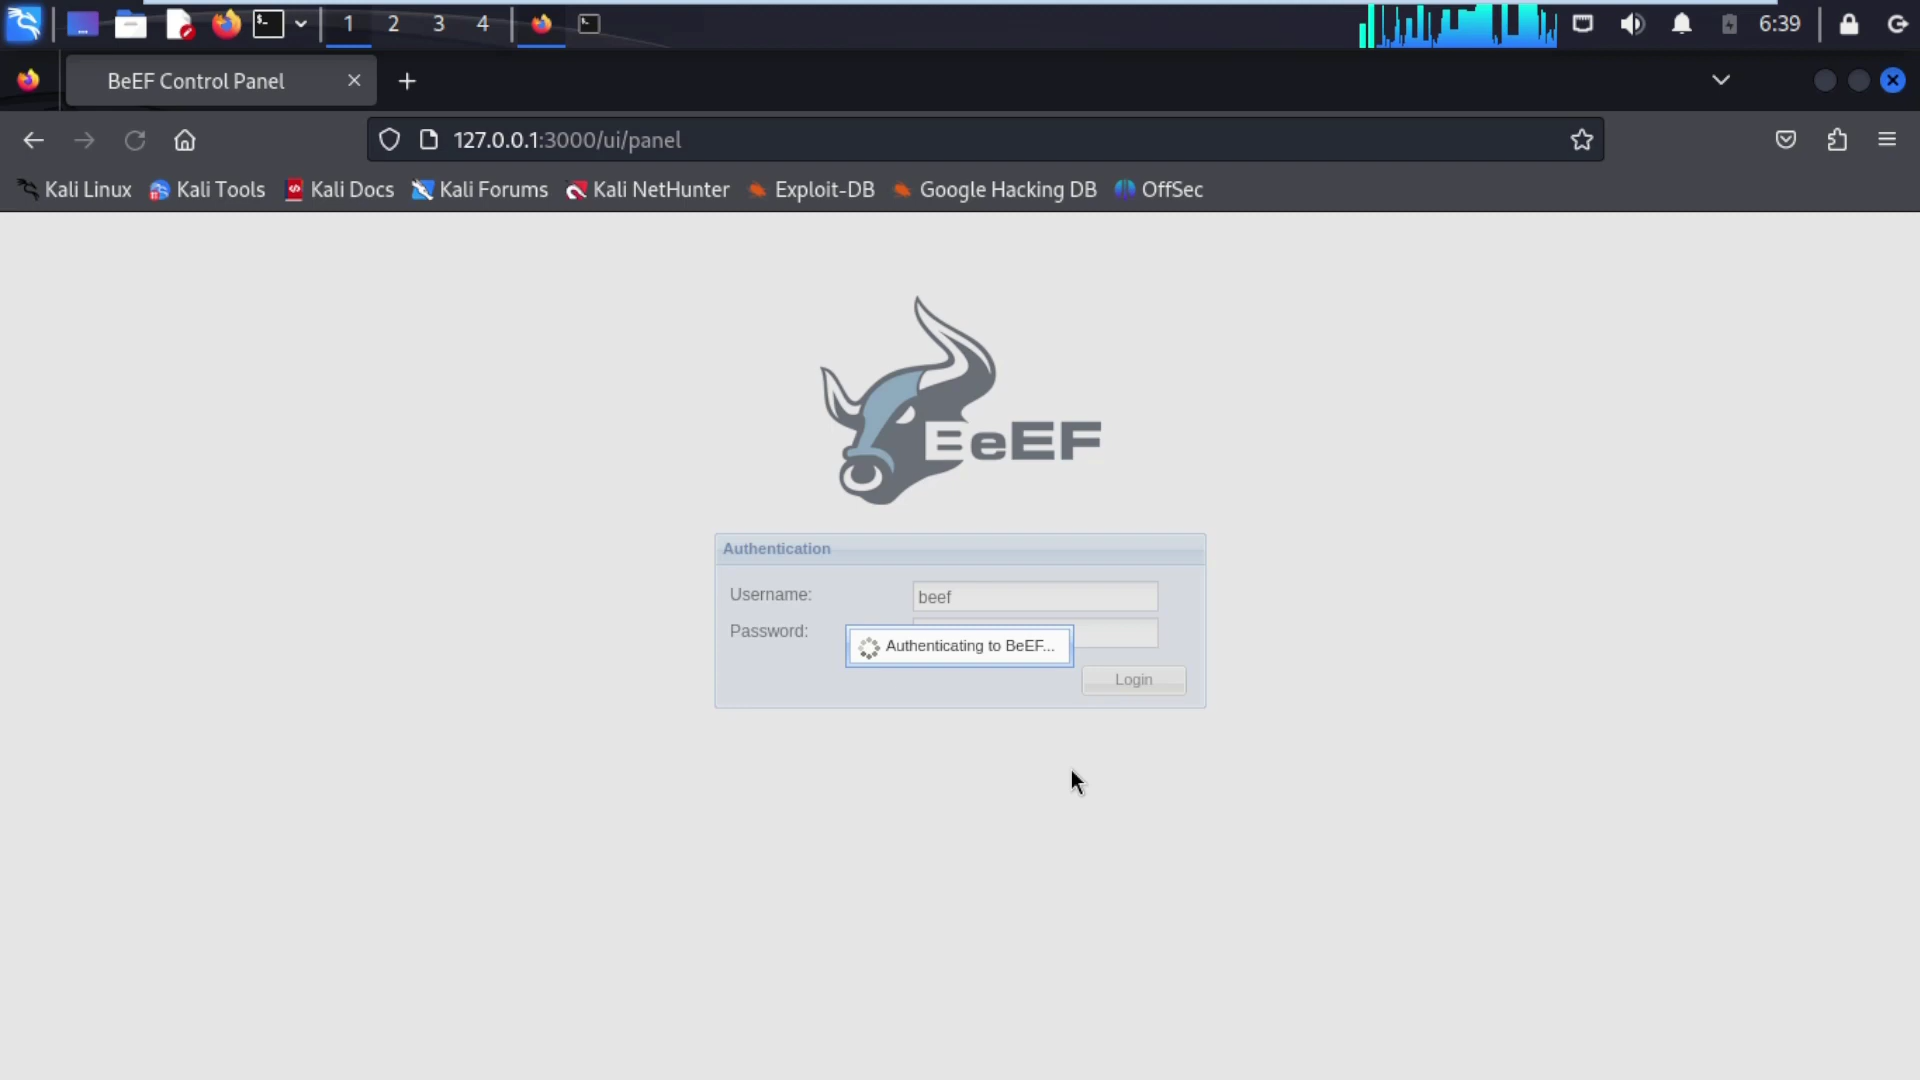 1 2 3 4 6:39
BeEF Control Panel
127.0.0.1:3000/ui/panel
Kali Linux Kali Tools Kali Docs Kali Forums Kali NetHunter Exploit-DB Google Hacking DB OffSec
BeEF
Authentication
Username: beef
Password:
Authenticating to BeEF...
Login